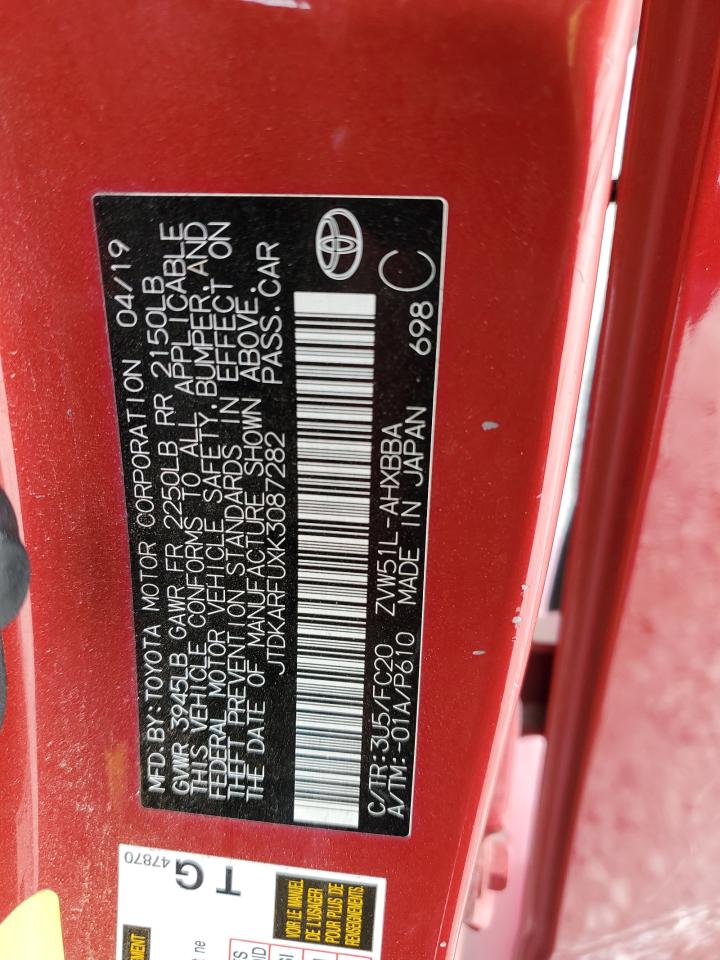 MFD.BY:TOYOTA MOTOR CORPORATION 04/19
GVWR 3945LB GAWR FR 2250LB RR 2150LB
THIS VEHICLE CONFORMS TO ALL APPLICABLE
FEDERAL MOTOR VEHICLE SAFETY, BUMPER, AND
THEFT PREVENTION STANDARDS IN EFFECT ON
THE DATE OF MANUFACTURE SHOWN ABOVE.
JTDKARFUXK3087282 PASS.CAR
C/TR:3U5/FC20 ZVW51L-AHXBBA
A/TM:-01A/P610 MADE IN JAPAN 698 C
47870
T G
VOIR LE MANUEL
DE L'USAGER
POUR PLUS DE
RENSEIGNEMENTS.
ne